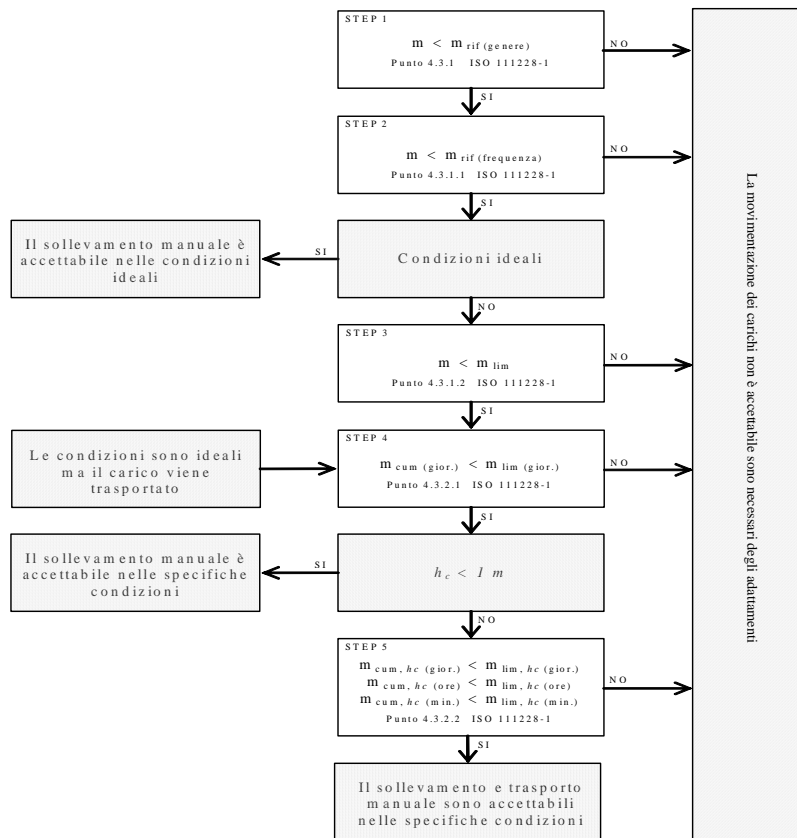 STEP 1
m < m rif (genere)
Punto 4.3.1 ISO 111228-1
NO
SI
STEP 2
m < m rif (frequenza)
Punto 4.3.1.1 ISO 111228-1
NO
SI
Il sollevamento manuale è
accettabile nelle condizioni
ideali
SI
Condizioni ideali
NO
STEP 3
m < m lim
Punto 4.3.1.2 ISO 111228-1
NO
SI
Le condizioni sono ideali
ma il carico viene
trasportato
STEP 4
m cum (gior.) < m lim (gior.)
Punto 4.3.2.1 ISO 111228-1
NO
SI
Il sollevamento manuale è
accettabile nelle specifiche
condizioni
SI
h c < 1 m
NO
STEP 5
m cum, hc (gior.) < m lim, hc (gior.)
m cum, hc (ore) < m lim, hc (ore)
m cum, hc (min.) < m lim, hc (min.)
Punto 4.3.2.2 ISO 111228-1
NO
SI
Il sollevamento e trasporto
manuale sono accettabili
nelle specifiche condizioni
La movimentazione dei carichi non è accettabile sono necessari degli adattamenti